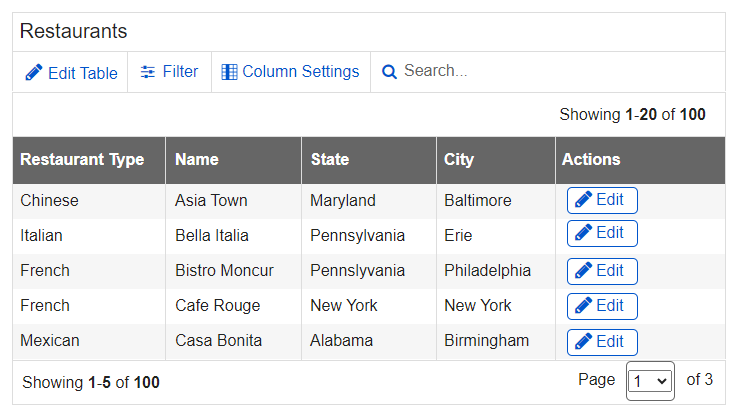 Restaurants
Edit Table Filter Column Settings Search...
Showing 1-20 of 100
Restaurant Type Name State City Actions
Chinese Asia Town Maryland Baltimore Edit
Italian Bella Italia Pennsylvania Erie Edit
French Bistro Moncur Pennslyvania Philadelphia Edit
French Cafe Rouge New York New York Edit
Mexican Casa Bonita Alabama Birmingham Edit
Showing 1-5 of 100 Page 1 of 3